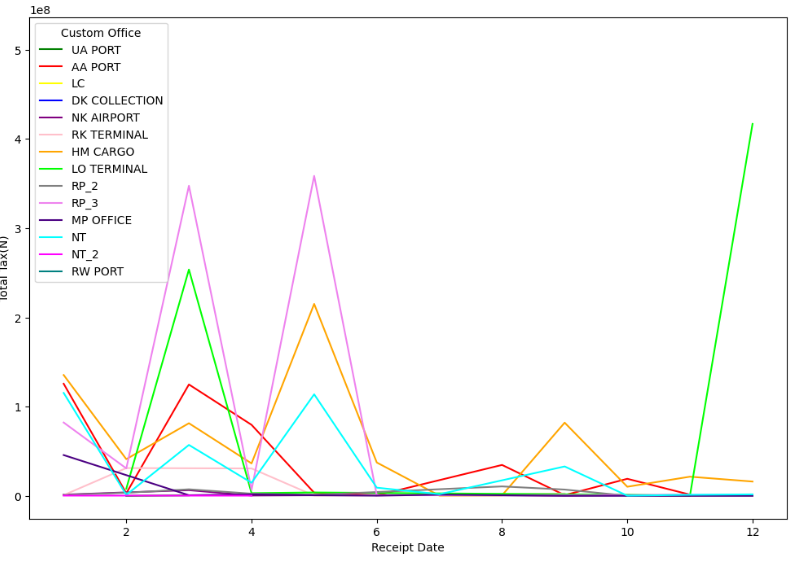 1e8
Custom Office
UA PORT
AA PORT
LC
DK COLLECTION
NK AIRPORT
RK TERMINAL
HM CARGO
LO TERMINAL
RP_2
RP_3
MP OFFICE
NT
NT_2
RW PORT
5
4
3
2
1
0
Total Tax(N)
2 4 6 8 10 12
Receipt Date